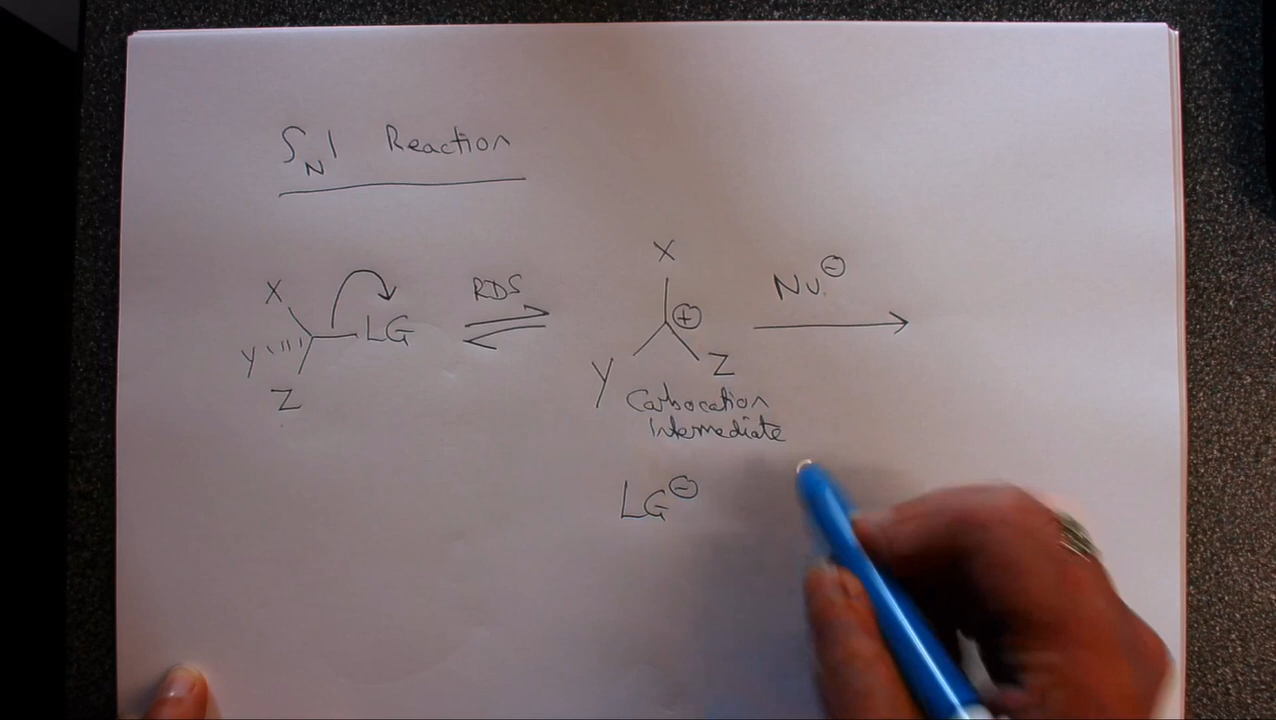 SN1 Reaction
X
Y
Z
LG
RDS
X
⊕
Y
Z
Carbocation
Intermediate
LG⊖
Nu⊖